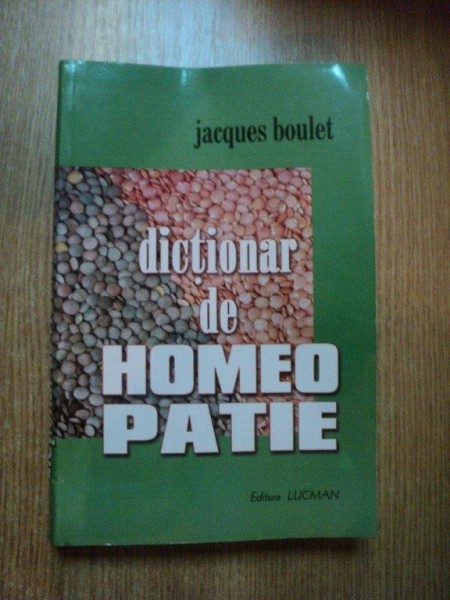 jacques boulet
dicționar
de
HOMEO
PATIE
Editura LUCMAN